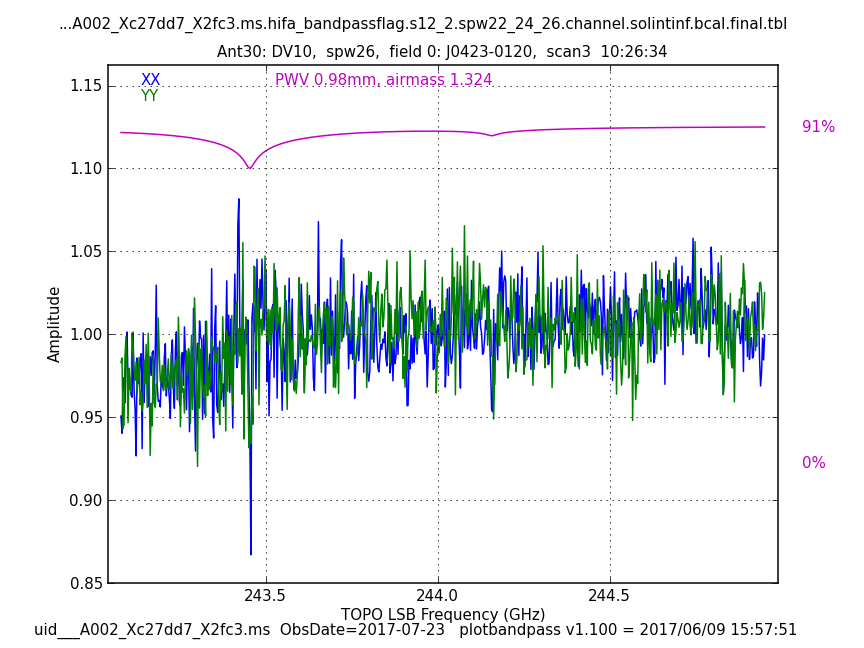 ...A002_Xc27dd7_X2fc3.ms.hifa_bandpassflag.s12_2.spw22_24_26.channel.solintinf.bcal.final.tbl
Ant30: DV10,  spw26,  field 0: J0423-0120,  scan3  10:26:34
XX
PWV 0.98mm, airmass 1.324
YY
91%
0%
1.15
1.10
1.05
1.00
0.95
0.90
0.85
Amplitude
243.5 244.0 244.5
TOPO LSB Frequency (GHz)
uid___A002_Xc27dd7_X2fc3.ms  ObsDate=2017-07-23   plotbandpass v1.100 = 2017/06/09 15:57:51